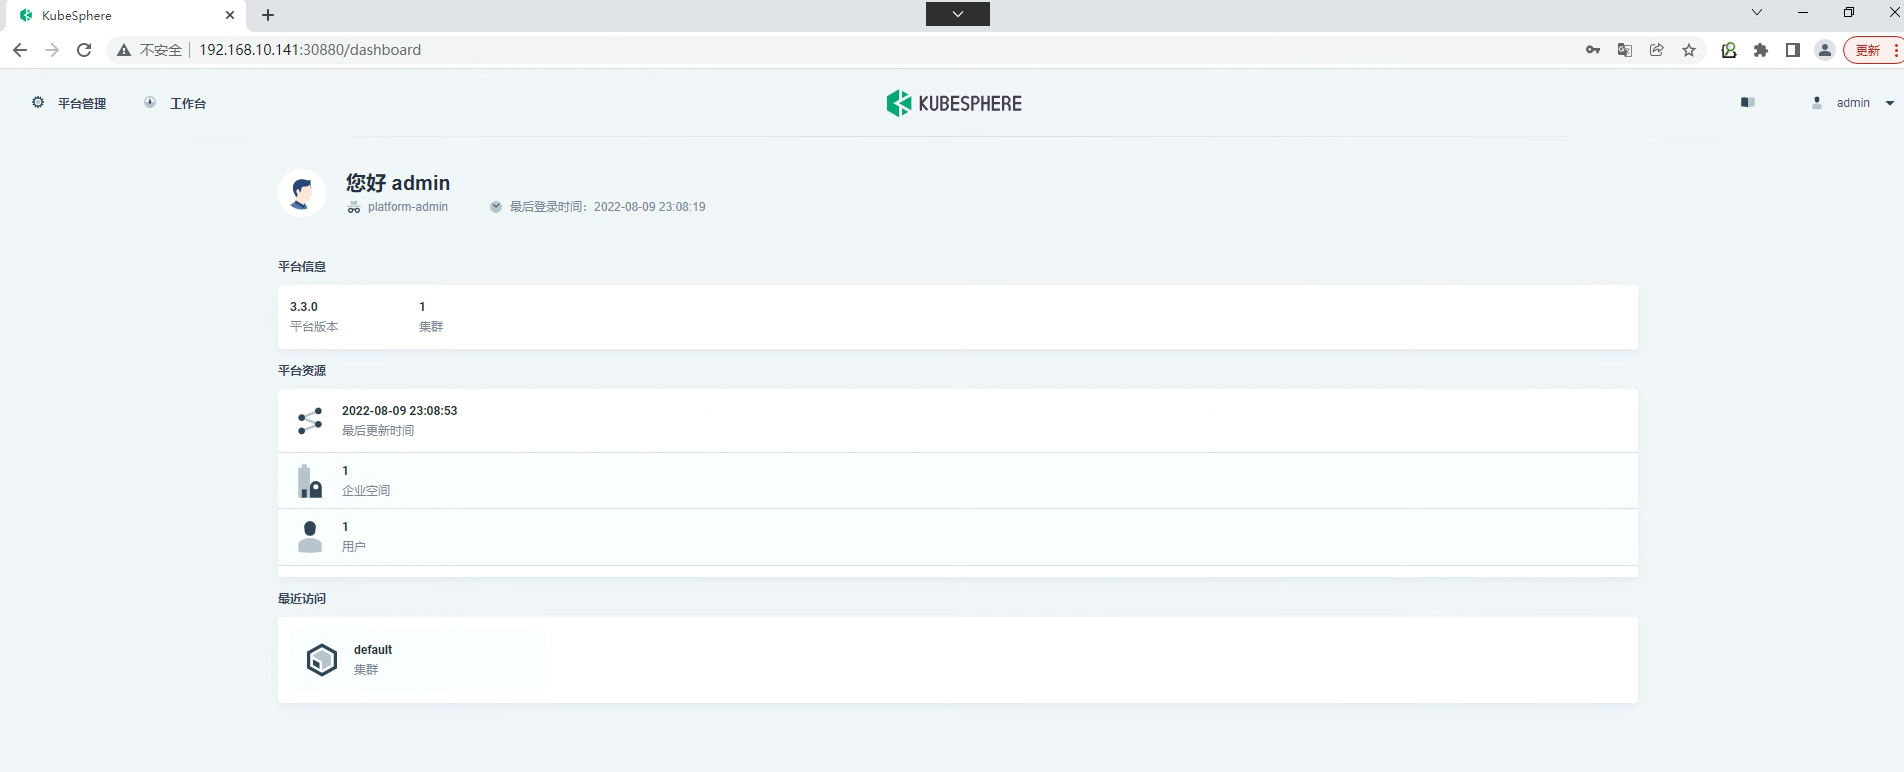 KubeSphere
不安全 192.168.10.141:30880/dashboard 更新
平台管理 工作台 KUBESPHERE admin
您好 admin
platform-admin 最后登录时间：2022-08-09 23:08:19
平台信息
3.3.0 1
平台版本 集群
平台资源
2022-08-09 23:08:53
最后更新时间
1
企业空间
1
用户
最近访问
default
集群